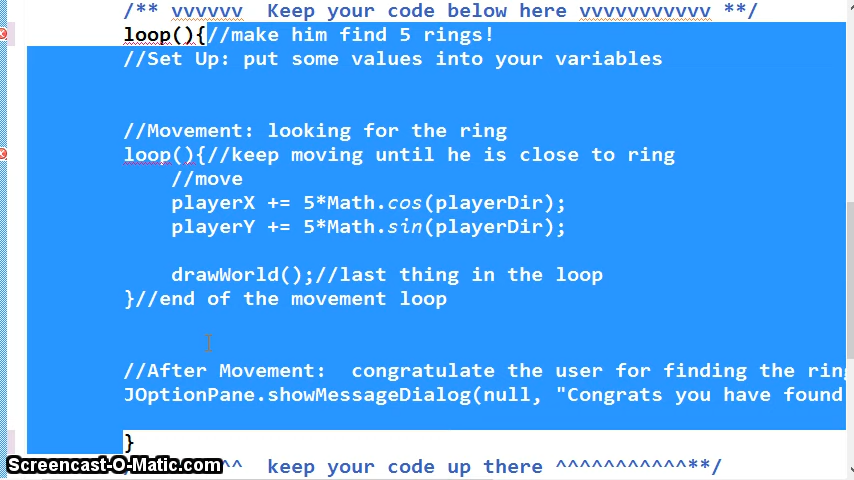 /** vvvvvv  Keep your code below here vvvvvvvvvvv **/
loop(){//make him find 5 rings!
//Set Up: put some values into your variables
//Movement: looking for the ring
loop(){//keep moving until he is close to ring
//move
playerX += 5*Math.cos(playerDir);
playerY += 5*Math.sin(playerDir);
drawWorld();//last thing in the loop
}//end of the movement loop
//After Movement:  congratulate the user for finding the ring
JOptionPane.showMessageDialog(null, "Congrats you have found
}
^^  keep your code up there ^^^^^^^^^^^**/
Screencast-O-Matic.com